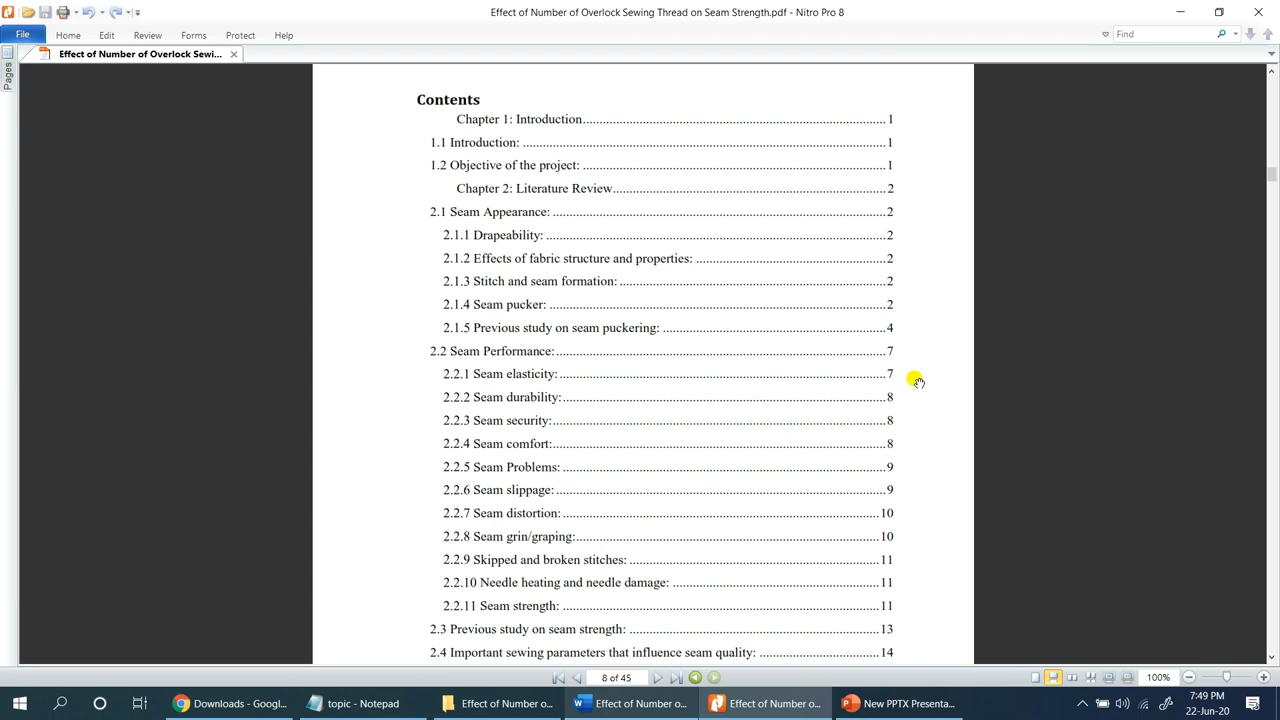 Effect of Number of Overlock Sewing Thread on Seam Strength.pdf - Nitro Pro 8
File Home Edit Review Forms Protect Help Find
Effect of Number of Overlock Sewi...
Pages
Contents
Chapter 1: Introduction 1
1.1 Introduction: 1
1.2 Objective of the project: 1
Chapter 2: Literature Review 2
2.1 Seam Appearance: 2
2.1.1 Drapeability: 2
2.1.2 Effects of fabric structure and properties: 2
2.1.3 Stitch and seam formation: 2
2.1.4 Seam pucker: 2
2.1.5 Previous study on seam puckering: 4
2.2 Seam Performance: 7
2.2.1 Seam elasticity: 7
2.2.2 Seam durability: 8
2.2.3 Seam security: 8
2.2.4 Seam comfort: 8
2.2.5 Seam Problems: 9
2.2.6 Seam slippage: 9
2.2.7 Seam distortion: 10
2.2.8 Seam grin/graping: 10
2.2.9 Skipped and broken stitches: 11
2.2.10 Needle heating and needle damage: 11
2.2.11 Seam strength: 11
2.3 Previous study on seam strength: 13
2.4 Important sewing parameters that influence seam quality: 14
8 of 45 100%
Downloads - Googl... topic - Notepad Effect of Number o... Effect of Number o... Effect of Number o... New PPTX Presenta... 7:49 PM
22-Jun-20